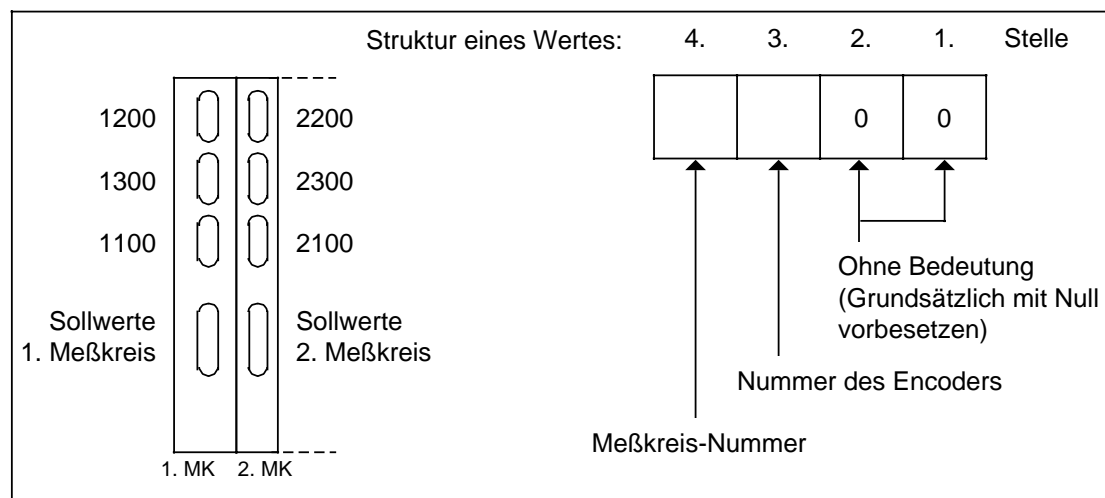 Struktur eines Wertes: 4. 3. 2. 1. Stelle
1200 2200 0 0
1300 2300
1100 2100
Ohne Bedeutung
(Grundsätzlich mit Null
vorbesetzen)
Sollwerte
1. Meßkreis
Sollwerte
2. Meßkreis
Nummer des Encoders
Meßkreis-Nummer
1. MK 2. MK